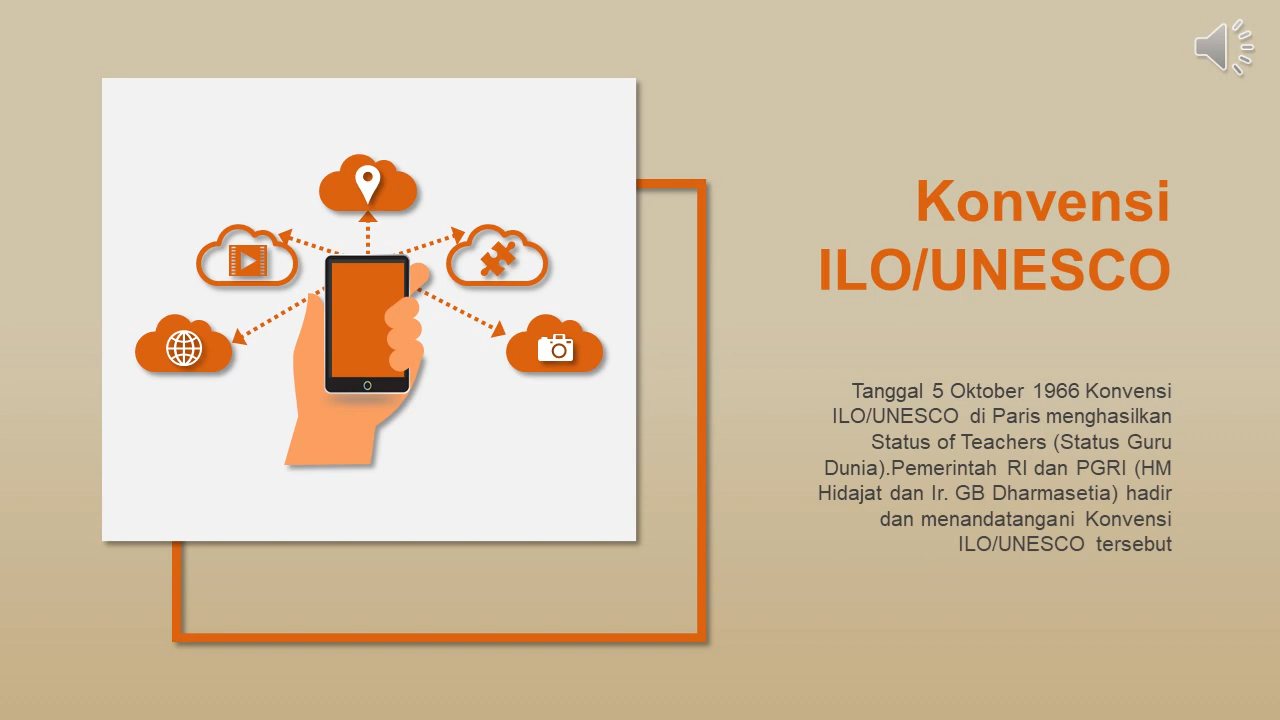 Konvensi
ILO/UNESCO
Tanggal 5 Oktober 1966 Konvensi
ILO/UNESCO di Paris menghasilkan
Status of Teachers (Status Guru
Dunia).Pemerintah RI dan PGRI (HM
Hidajat dan Ir. GB Dharmasetia) hadir
dan menandatangani Konvensi
ILO/UNESCO tersebut